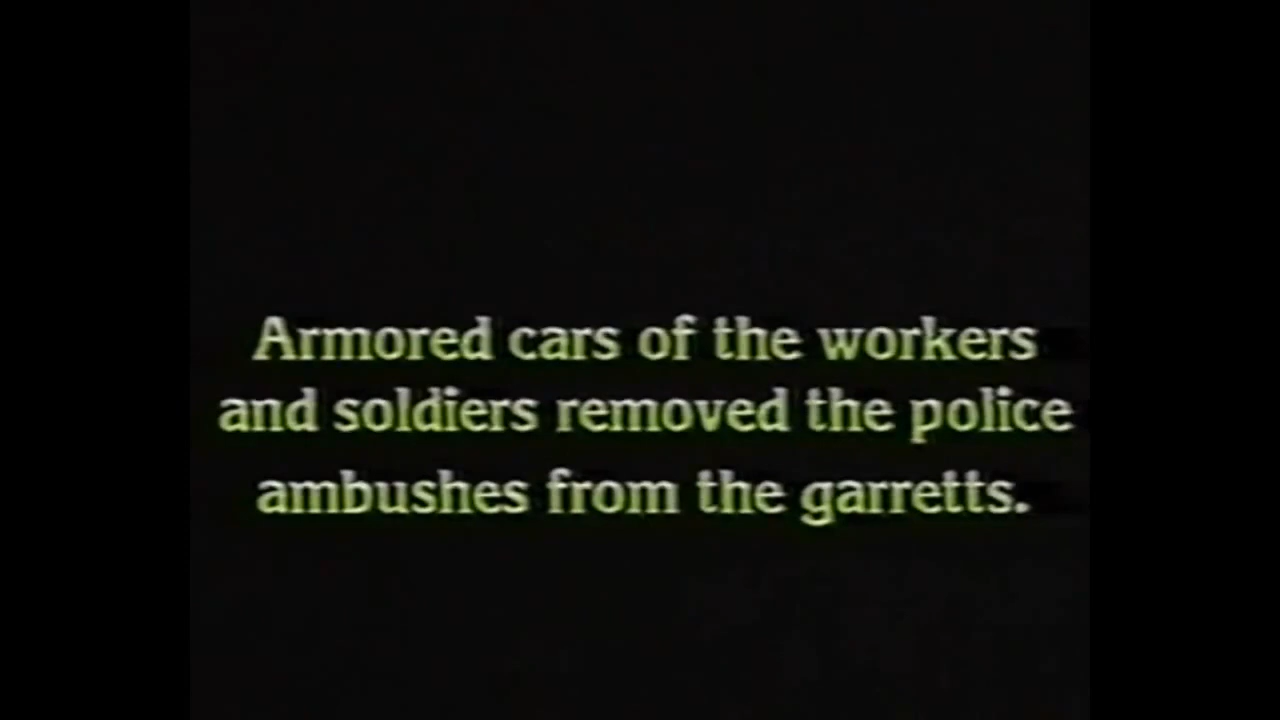 Armored cars of the workers
and soldiers removed the police
ambushes from the garretts.